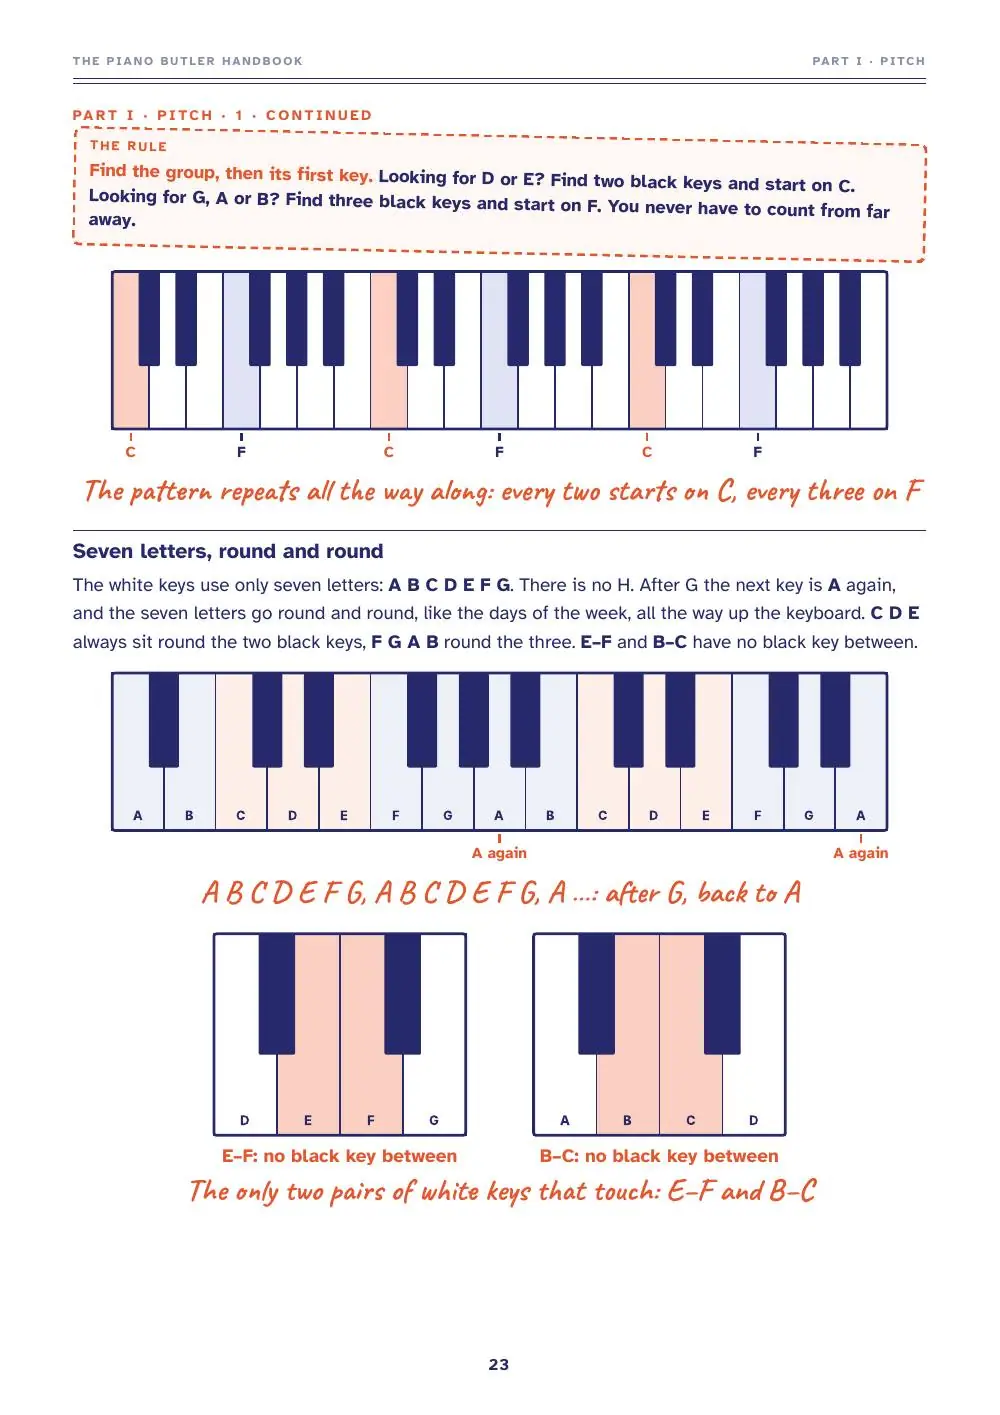 THE PIANO BUTLER HANDBOOK PART I · PITCH
PART I · PITCH · 1 · CONTINUED
THE RULE
Find the group, then its first key. Looking for D or E? Find two black keys and start on C.
Looking for G, A or B? Find three black keys and start on F. You never have to count from far
away.
C F C F C F
The pattern repeats all the way along: every two starts on C, every three on F
Seven letters, round and round
The white keys use only seven letters: A B C D E F G. There is no H. After G the next key is A again,
and the seven letters go round and round, like the days of the week, all the way up the keyboard. C D E
always sit round the two black keys, F G A B round the three. E–F and B–C have no black key between.
A B C D E F G A B C D E F G A
A again A again
A B C D E F G, A B C D E F G, A ...: after G, back to A
D E F G A B C D
E–F: no black key between B–C: no black key between
The only two pairs of white keys that touch: E–F and B–C
23